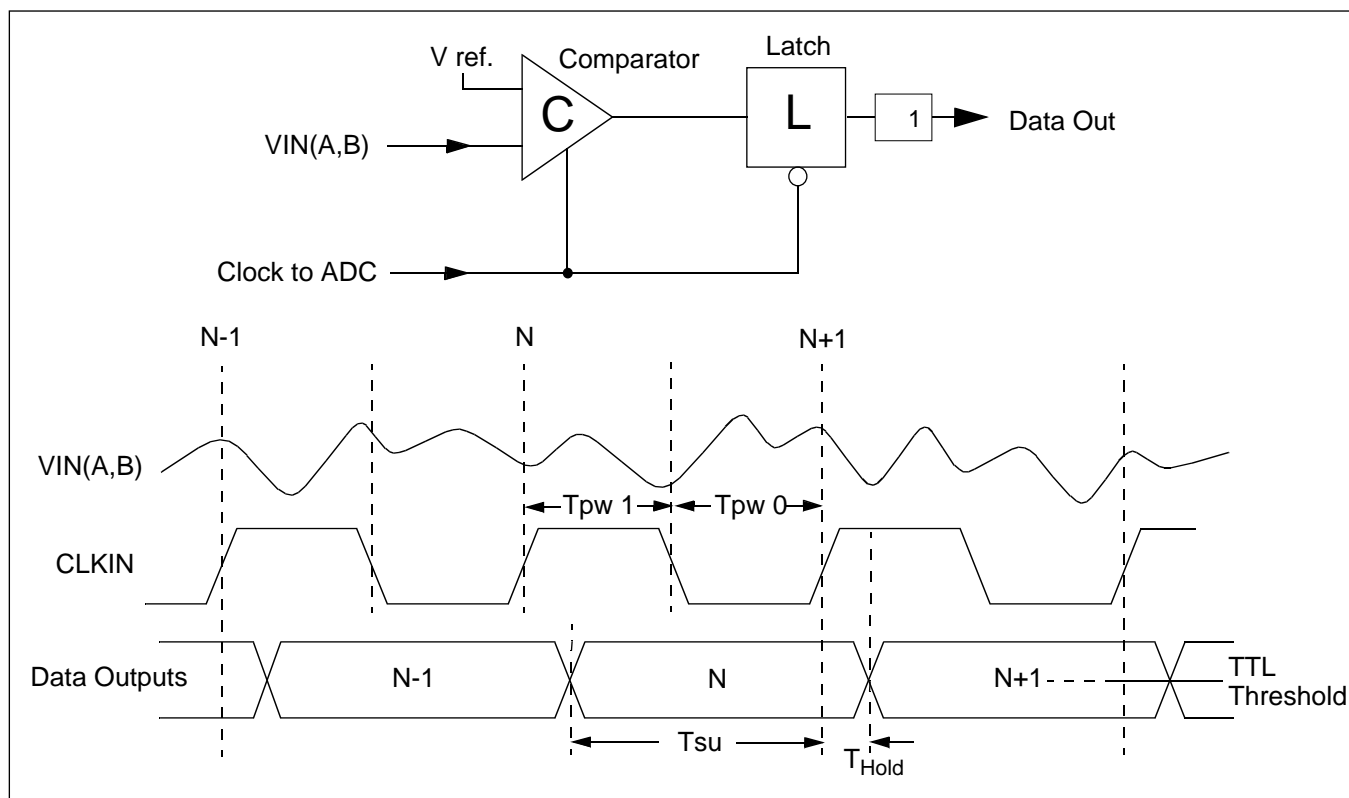 V ref.
Comparator
Latch
C
L
1
Data Out
VIN(A,B)
Clock to ADC
N-1
N
N+1
VIN(A,B)
Tpw 1
Tpw 0
CLKIN
Data Outputs
N-1
N
N+1
TTL
Threshold
Tsu
THold